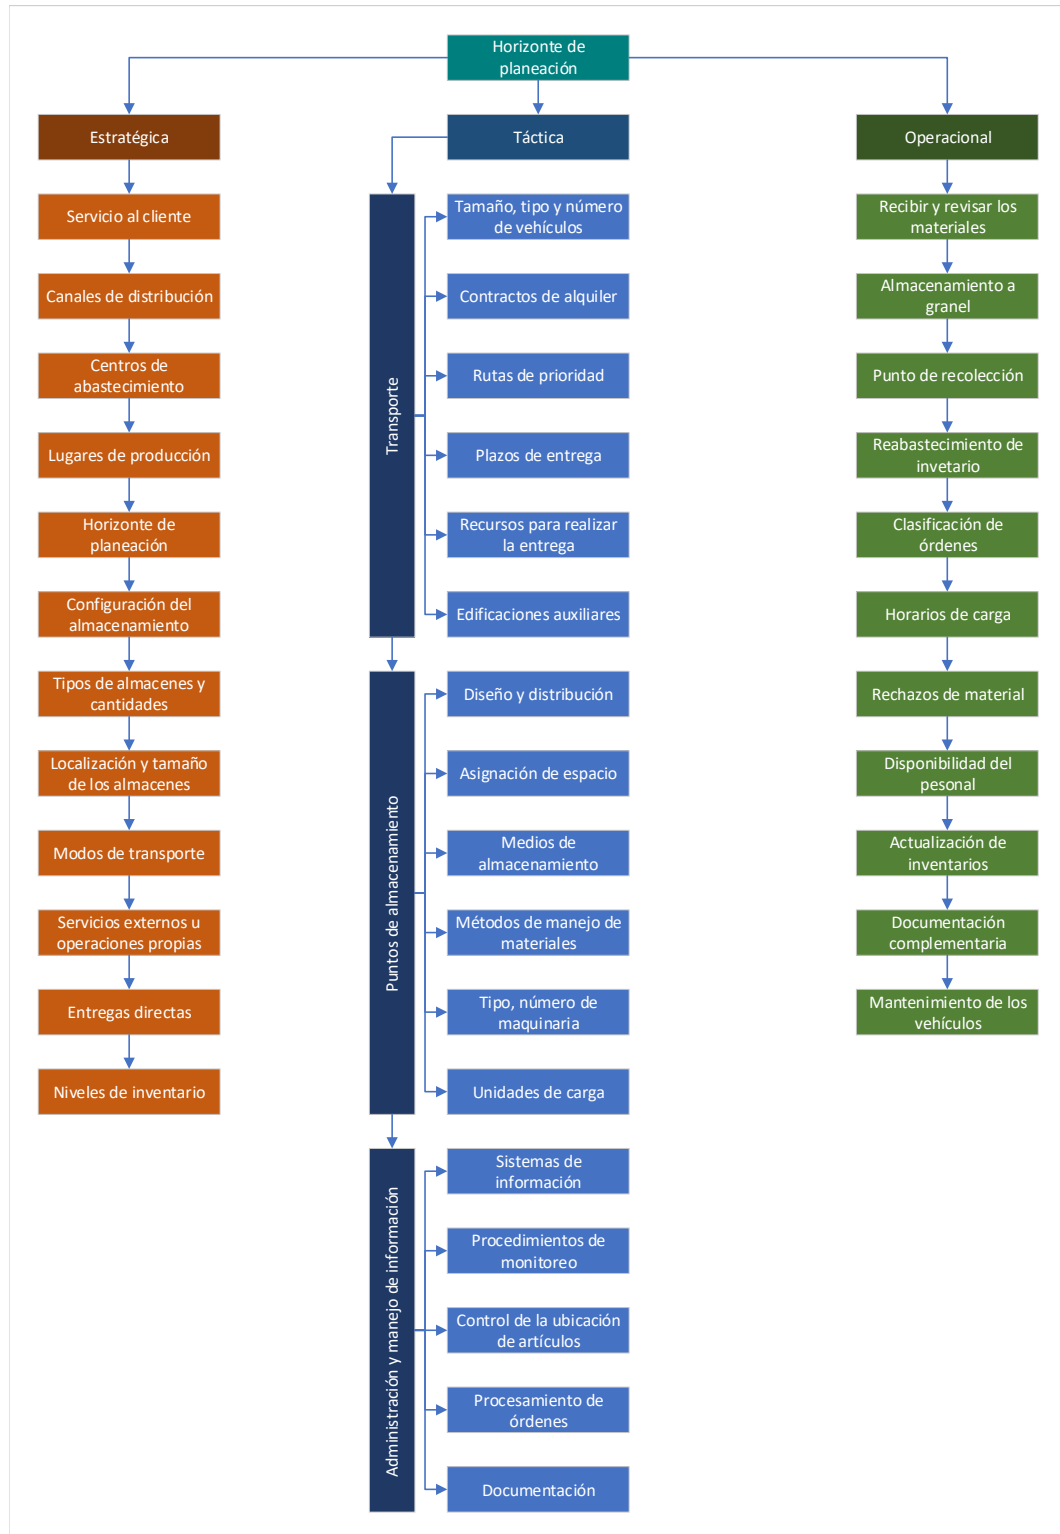 Horizonte de
planeación
Estratégica
Servicio al cliente
Canales de distribución
Centros de
abastecimiento
Lugares de producción
Horizonte de
planeación
Configuración del
almacenamiento
Tipos de almacenes y
cantidades
Localización y tamaño
de los almacenes
Modos de transporte
Servicios externos u
operaciones propias
Entregas directas
Niveles de inventario
Táctica
Transporte
Tamaño, tipo y número
de vehículos
Contractos de alquiler
Rutas de prioridad
Plazos de entrega
Recursos para realizar
la entrega
Edificaciones auxiliares
Puntos de almacenamiento
Diseño y distribución
Asignación de espacio
Medios de
almacenamiento
Métodos de manejo de
materiales
Tipo, número de
maquinaria
Unidades de carga
Administración y manejo de información
Sistemas de
información
Procedimientos de
monitoreo
Control de la ubicación
de artículos
Procesamiento de
órdenes
Documentación
Operacional
Recibir y revisar los
materiales
Almacenamiento a
granel
Punto de recolección
Reabastecimiento de
invetario
Clasificación de
órdenes
Horarios de carga
Rechazos de material
Disponibilidad del
pesonal
Actualización de
inventarios
Documentación
complementaria
Mantenimiento de los
vehículos